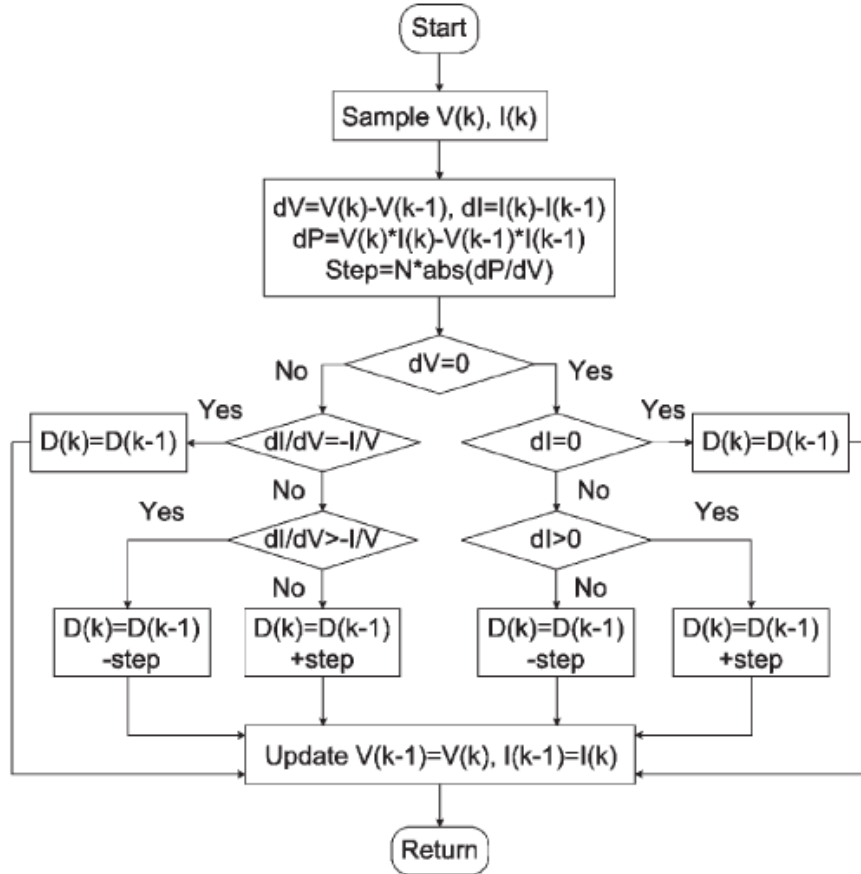 Start
Sample V(k), I(k)
dV=V(k)-V(k-1), dI=I(k)-I(k-1)
dP=V(k)*I(k)-V(k-1)*I(k-1)
Step=N*abs(dP/dV)
dV=0
No
Yes
Yes
Yes
D(k)=D(k-1)
dI/dV=-I/V
dI=0
D(k)=D(k-1)
No
No
Yes
Yes
dI/dV>-I/V
dI>0
No
No
D(k)=D(k-1)
-step
D(k)=D(k-1)
+step
D(k)=D(k-1)
-step
D(k)=D(k-1)
+step
Update V(k-1)=V(k), I(k-1)=I(k)
Return